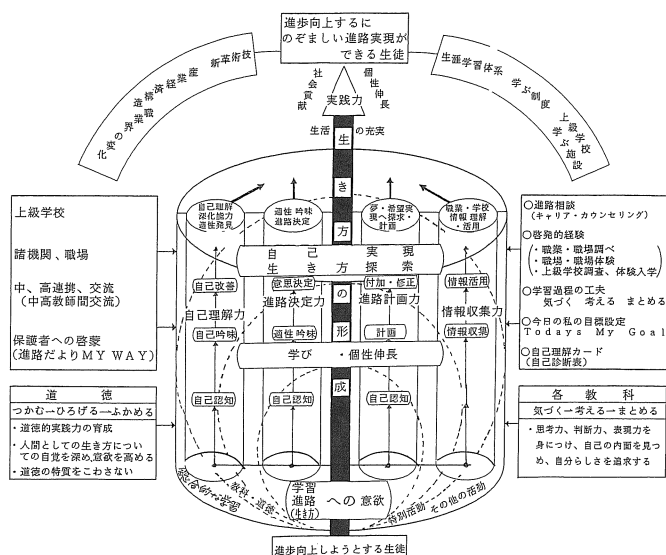 進歩向上するに
のぞましい進路実現が
できる生徒
新革術技
産業経済構造
職業界の変化
生涯学習体系
学ぶ制度
上級学校
学ぶ施設
社会貢献
個性伸長
実践力
生活の充実
生き方の形成
自己理解
深化能力
適性発見
適性吟味
進路決定
夢・希望実
現へ探求・
計画
職業・学校
情報理解
・活用
自己実現
生き方探索
自己改善
意思決定
付加・修正
情報活用
自己理解力
進路決定力
進路計画力
情報収集力
自己吟味
適性吟味
計画
情報収集
学び・個性伸長
自己認知
自己認知
自己認知
総合的な学習
教科
道徳
特別活動
その他の活動
学習
進路
(生き方)
への意欲
進歩向上しようとする生徒
上級学校
諸機関、職場
中、高連携、交流
(中高教師間交流)
保護者への啓蒙
(進路だよりMY WAY)
道徳
つかむ→ひろげる→ふかめる
・道徳的実践力の育成
・人間としての生き方につい
ての自覚を深め、意欲を高める
・道徳の特質をこわさない
○進路相談
(キャリア・カウンセリング)
○啓発的経験
・職業・職場調べ
・職場・職場体験
・上級学校調査、体験入学
○学習過程の工夫
気づく 考える まとめる
○今日の私の目標設定
Todays My Goal
○自己理解カード
(自己診断表)
各教科
気づく→考える→まとめる
・思考力、判断力、表現力を
身につけ、自己の内面を見つ
め、自分らしさを追求する